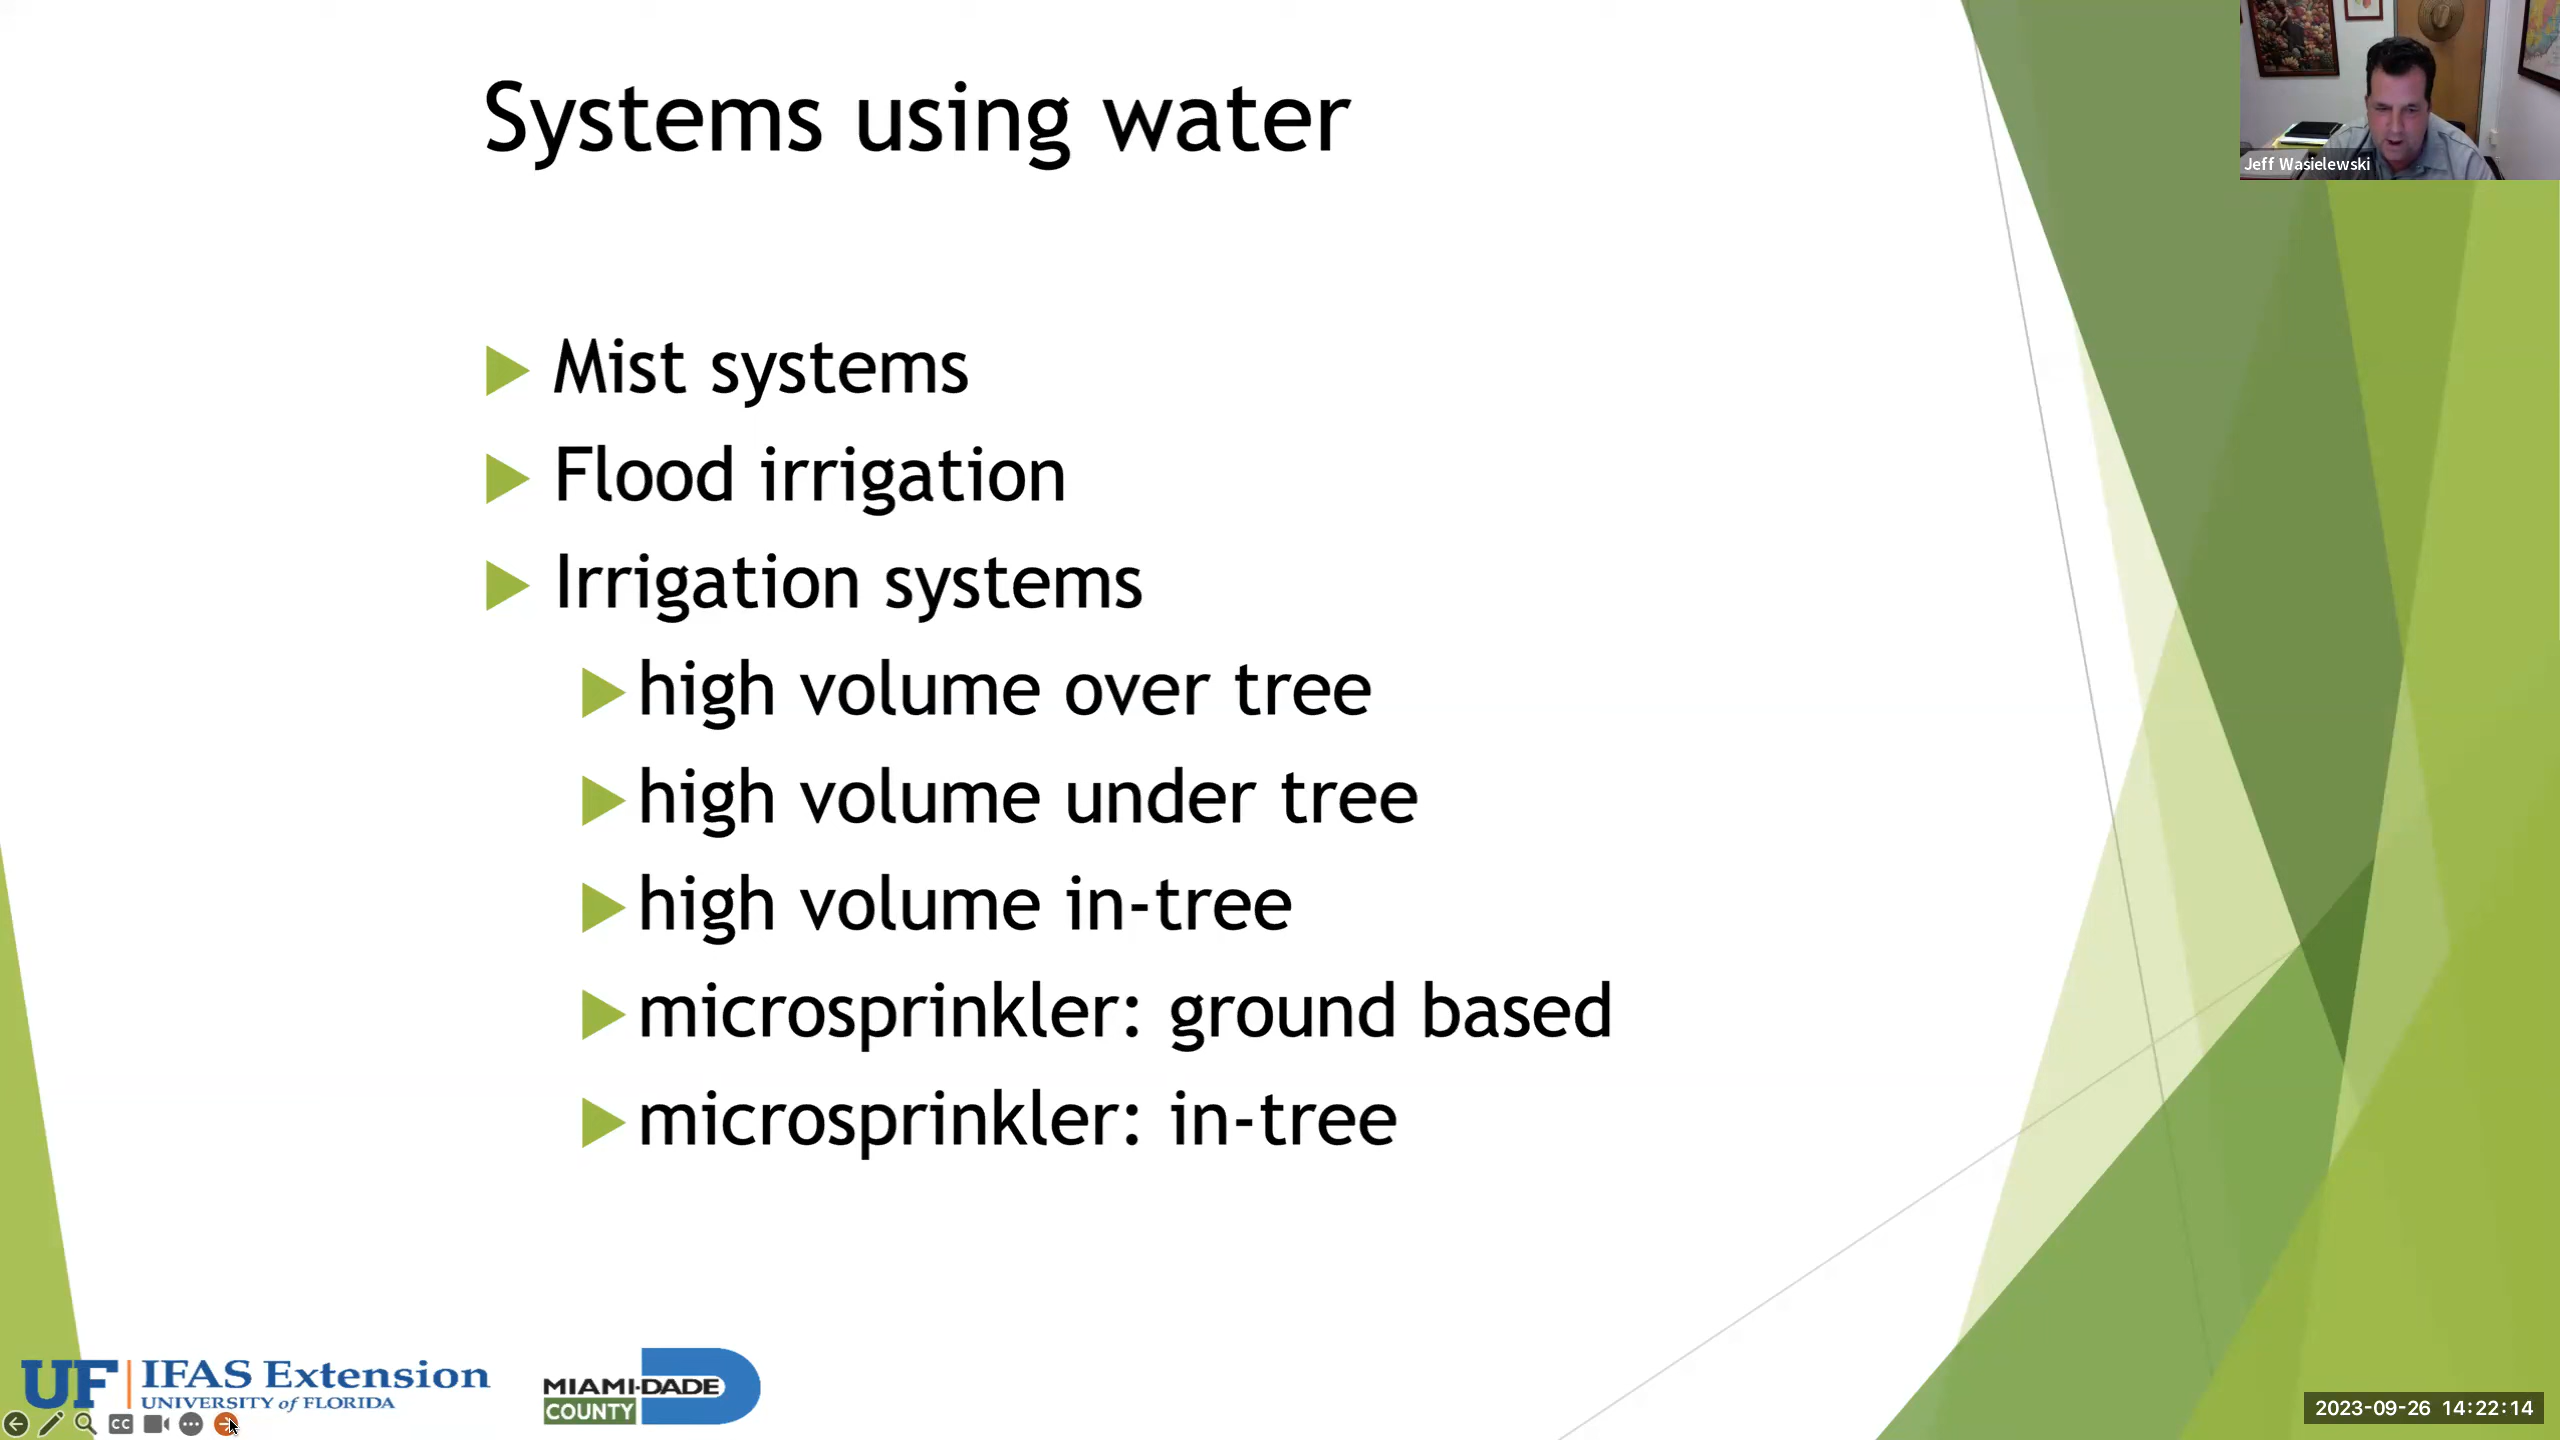 Systems using water
Jeff Wasielewski
Mist systems
Flood irrigation
Irrigation systems
high volume over tree
high volume under tree
high volume in-tree
microsprinkler: ground based
microsprinkler: in-tree
UF IFAS Extension
UNIVERSITY of FLORIDA
MIAMI-DADE
COUNTY
CC
2023-09-26 14:22:14